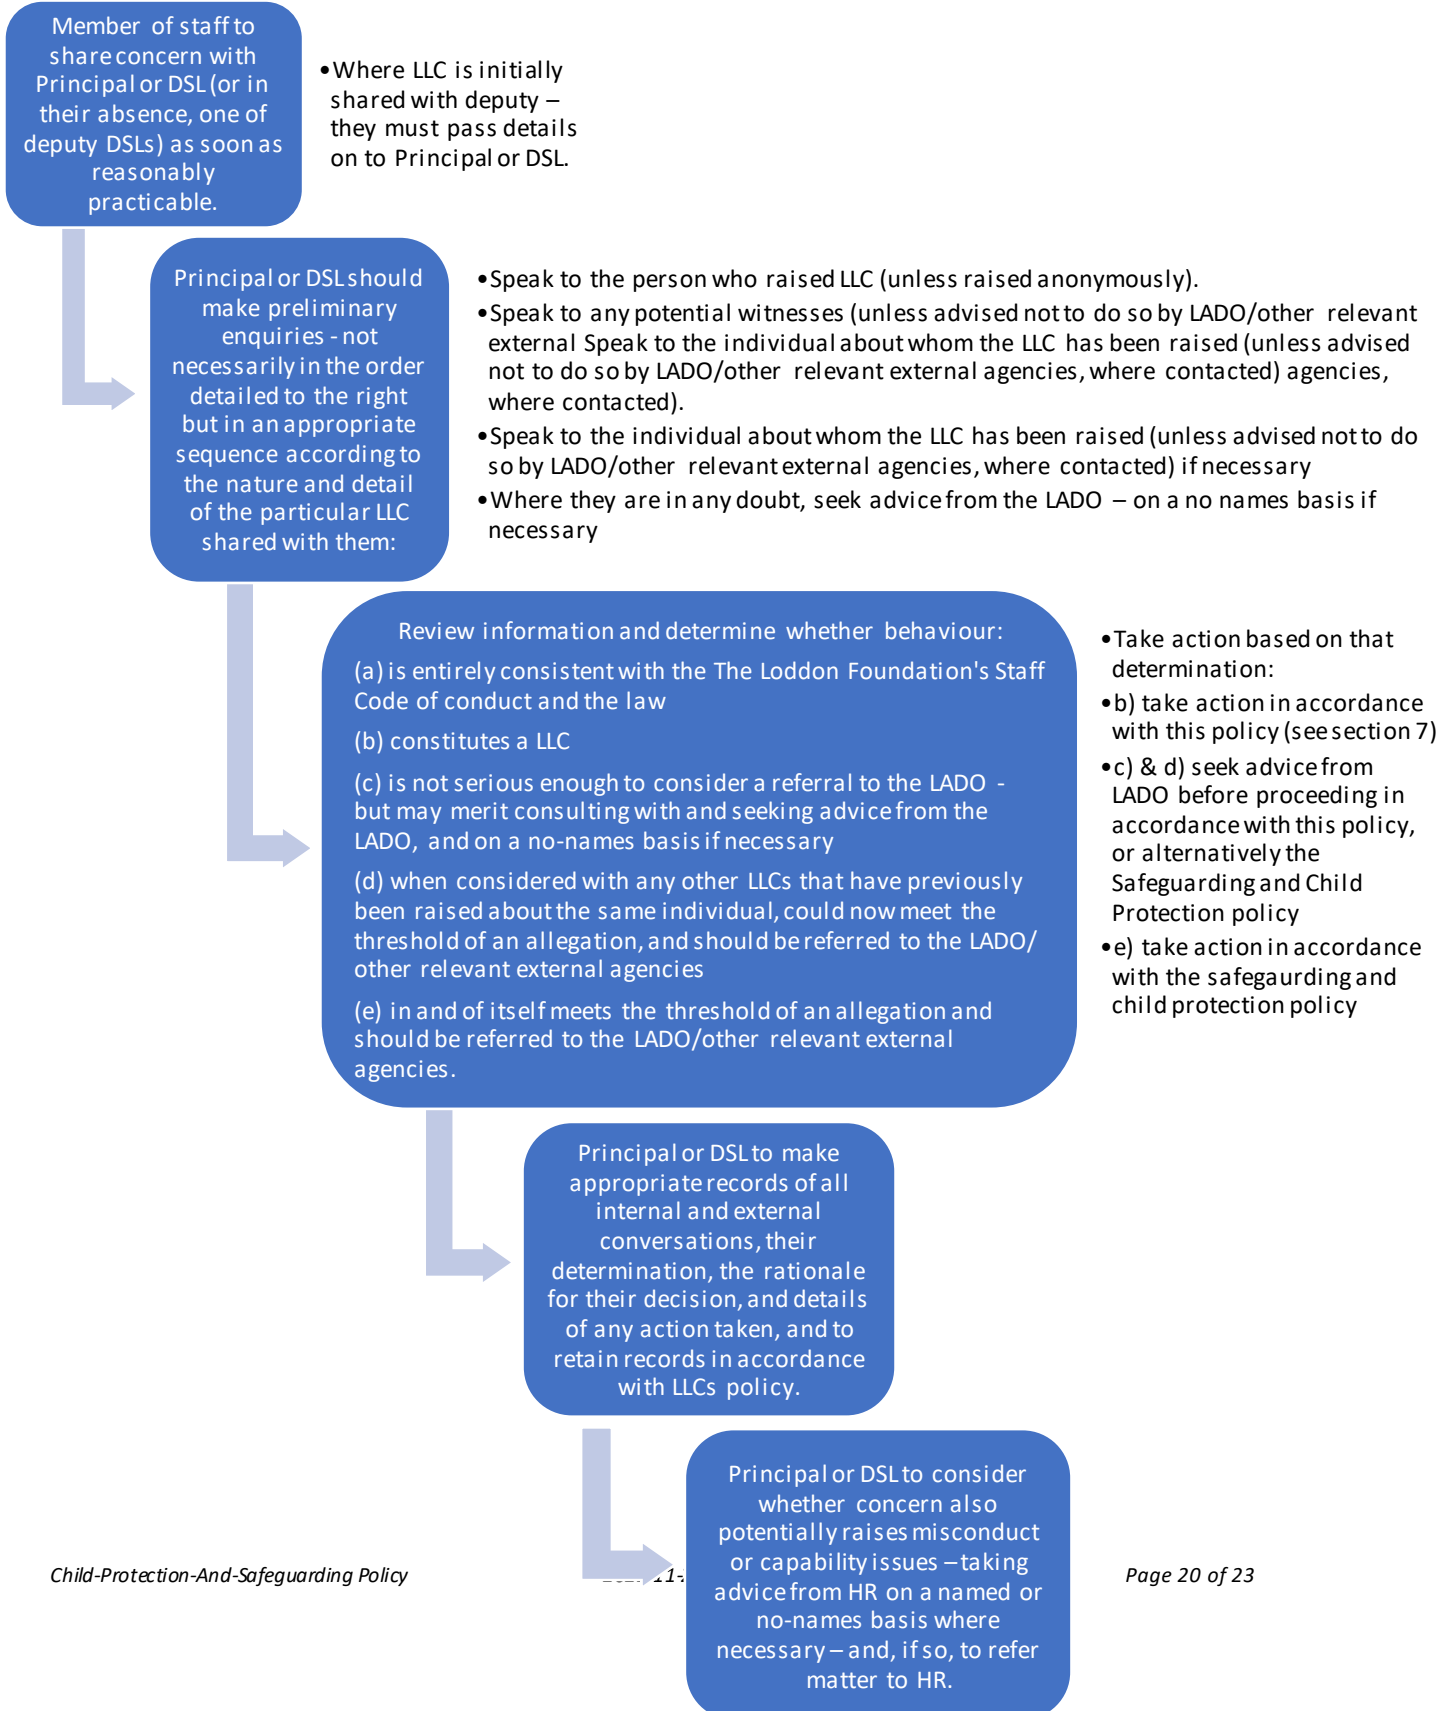 Member of staff to
share concern with
Principal or DSL (or in
their absence, one of
deputy DSLs) as soon as
reasonably
practicable.
•Where LLC is initially
shared with deputy –
they must pass details
on to Principal or DSL.
Principal or DSL should
make preliminary
enquiries - not
necessarily in the order
detailed to the right
but in an appropriate
sequence according to
the nature and detail
of the particular LLC
shared with them:
•Speak to the person who raised LLC (unless raised anonymously).
•Speak to any potential witnesses (unless advised not to do so by LADO/other relevant
external Speak to the individual about whom the LLC has been raised (unless advised
not to do so by LADO/other relevant external agencies, where contacted) agencies,
where contacted).
•Speak to the individual about whom the LLC has been raised (unless advised not to do
so by LADO/other relevant external agencies, where contacted) if necessary
•Where they are in any doubt, seek advice from the LADO – on a no names basis if
necessary
Review information and determine whether behaviour:
(a) is entirely consistent with the The Loddon Foundation's Staff
Code of conduct and the law
(b) constitutes a LLC
(c) is not serious enough to consider a referral to the LADO -
but may merit consulting with and seeking advice from the
LADO, and on a no-names basis if necessary
(d) when considered with any other LLCs that have previously
been raised about the same individual, could now meet the
threshold of an allegation, and should be referred to the LADO/
other relevant external agencies
(e) in and of itself meets the threshold of an allegation and
should be referred to the LADO/other relevant external
agencies.
•Take action based on that
determination:
•b) take action in accordance
with this policy (see section 7)
•c) & d) seek advice from
LADO before proceeding in
accordance with this policy,
or alternatively the
Safeguarding and Child
Protection policy
•e) take action in accordance
with the safegaurding and
child protection policy
Principal or DSL to make
appropriate records of all
internal and external
conversations, their
determination, the rationale
for their decision, and details
of any action taken, and to
retain records in accordance
with LLCs policy.
Principal or DSL to consider
whether concern also
potentially raises misconduct
or capability issues – taking
advice from HR on a named or
no-names basis where
necessary – and, if so, to refer
matter to HR.
Child-Protection-And-Safeguarding Policy
Page 20 of 23